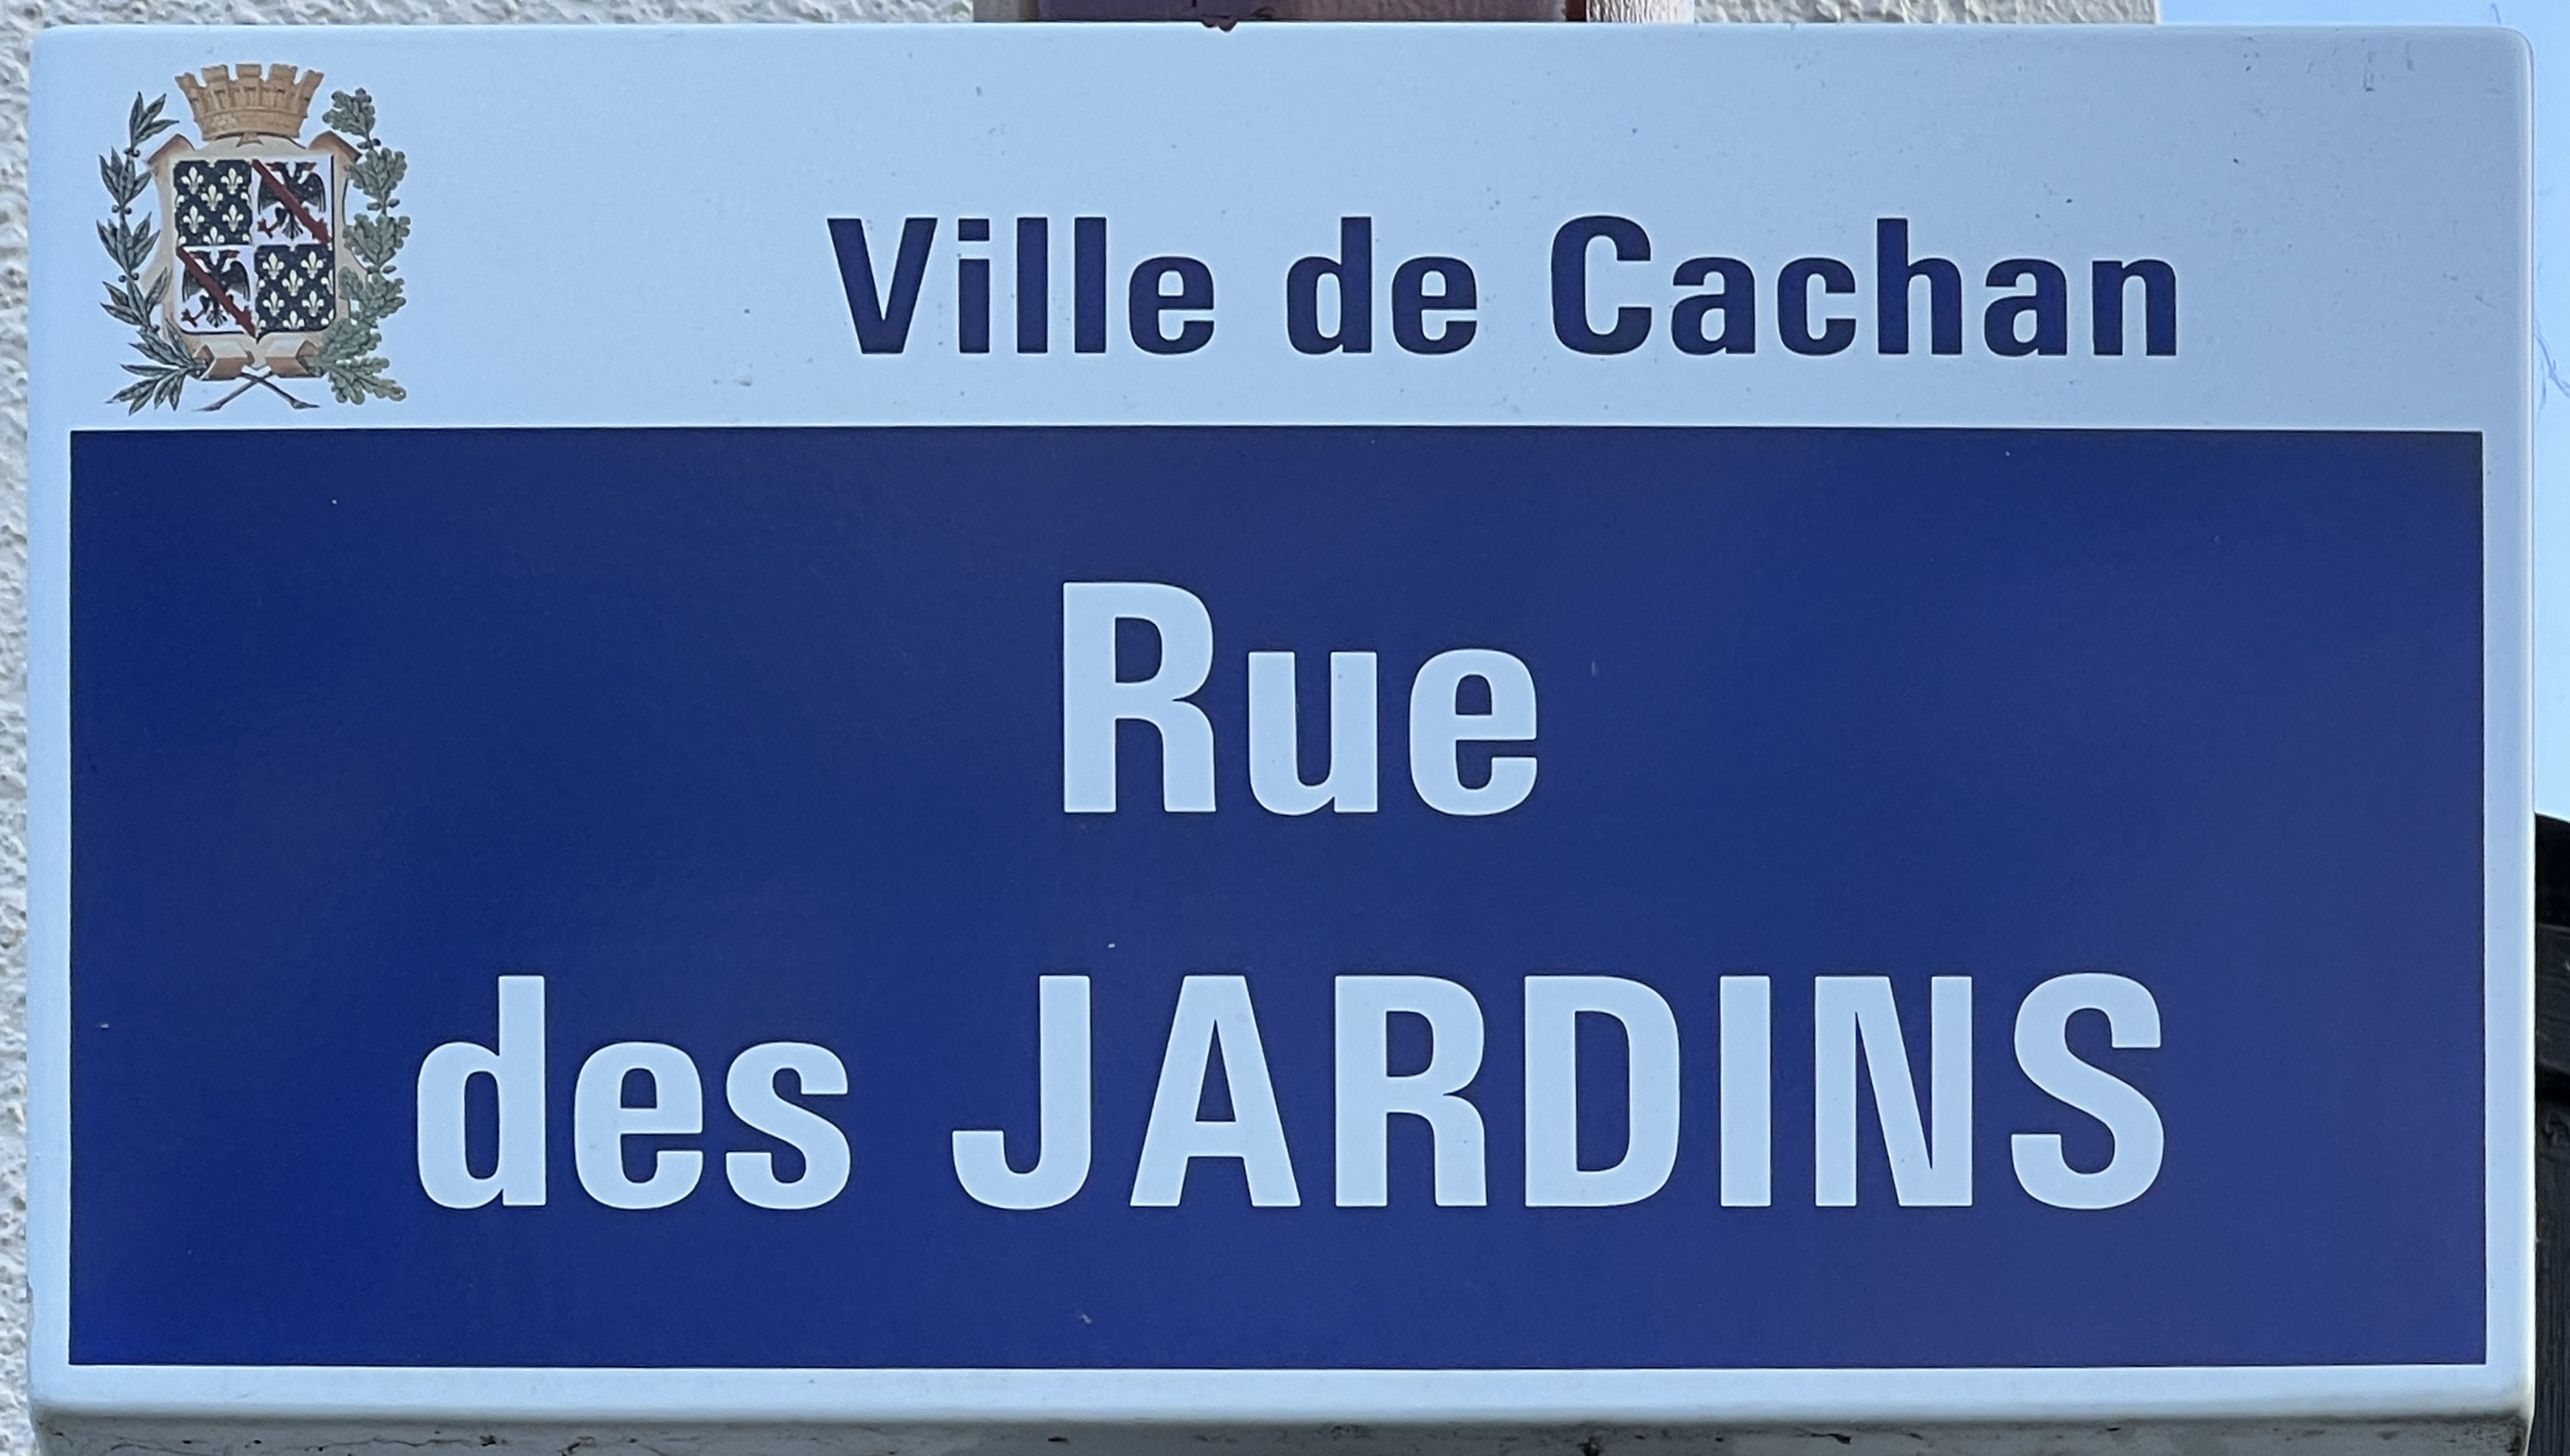 Ville de Cachan
Rue
des JARDINS